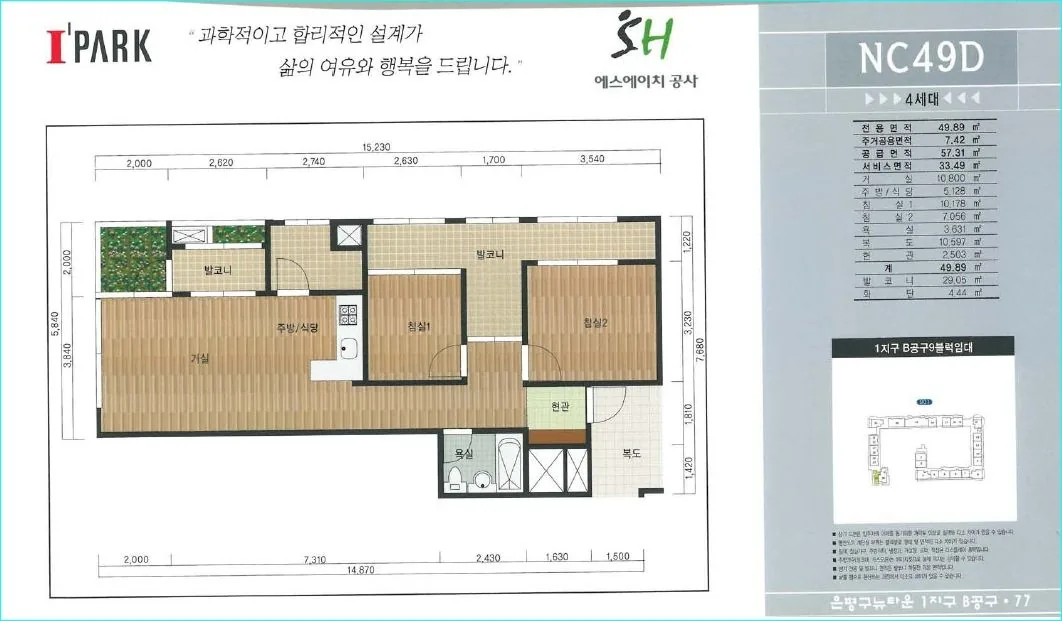 I'PARK
“ 과학적이고 합리적인 설계가
삶의 여유와 행복을 드립니다. ”
SH
에스에이치 공사
NC49D
4세대
전용면적 49.89 ㎡
주거공용면적 7.42 ㎡
공급면적 57.31 ㎡
서비스면적 33.49 ㎡
거실 10.800 ㎡
주방/식당 5.128 ㎡
침실1 10.178 ㎡
침실2 7.056 ㎡
욕실 3.631 ㎡
복도 10.597 ㎡
현관 2.503 ㎡
계 49.89 ㎡
발코니 29.05 ㎡
화단 4.44 ㎡
15,230
2,000 2,620 2,740 2,630 1,700 3,540
2,000
5,840
3,840
발코니
발코니
주방/식당
거실
침실1
침실2
현관
욕실
복도
1,220
3,230
7,680
1,810
1,420
2,000 7,310 2,430 1,630 1,500
14,870
1지구 B공구9블럭임대
은평구뉴타운 1지구 B공구 • 77